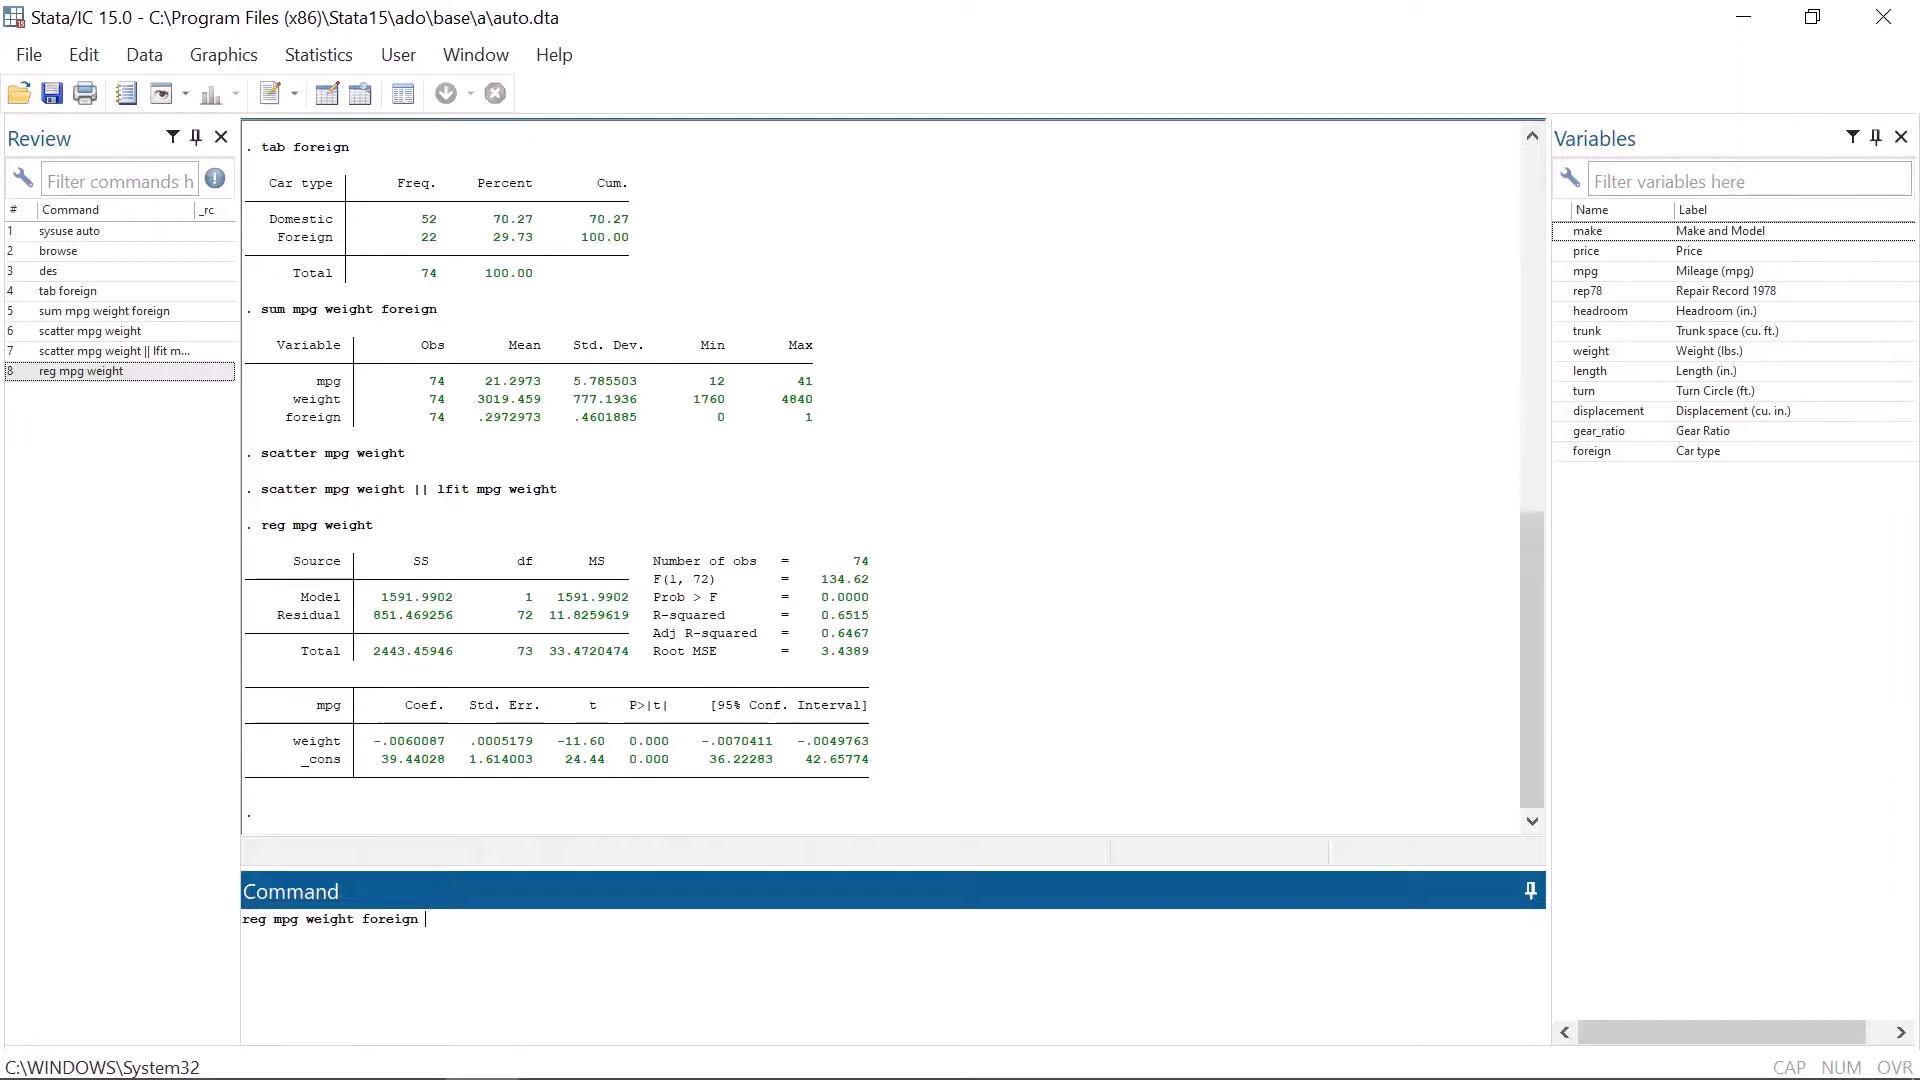 Stata/IC 15.0 - C:\Program Files (x86)\Stata15\ado\base\a\auto.dta
File Edit Data Graphics Statistics User Window Help
Review
Filter commands h
# Command _rc
1 sysuse auto
2 browse
3 des
4 tab foreign
5 sum mpg weight foreign
6 scatter mpg weight
7 scatter mpg weight || lfit m...
8 reg mpg weight
. tab foreign
Car type Freq. Percent Cum.
Domestic 52 70.27 70.27
Foreign 22 29.73 100.00
Total 74 100.00
. sum mpg weight foreign
Variable Obs Mean Std. Dev. Min Max
mpg 74 21.2973 5.785503 12 41
weight 74 3019.459 777.1936 1760 4840
foreign 74 .2972973 .4601885 0 1
. scatter mpg weight
. scatter mpg weight || lfit mpg weight
. reg mpg weight
Source SS df MS Number of obs = 74
F(1, 72) = 134.62
Model 1591.9902 1 1591.9902 Prob > F = 0.0000
Residual 851.469256 72 11.8259619 R-squared = 0.6515
Adj R-squared = 0.6467
Total 2443.45946 73 33.4720474 Root MSE = 3.4389
mpg Coef. Std. Err. t P>|t| [95% Conf. Interval]
weight -.0060087 .0005179 -11.60 0.000 -.0070411 -.0049763
_cons 39.44028 1.614003 24.44 0.000 36.22283 42.65774
.
Command
reg mpg weight foreign
Variables
Filter variables here
Name Label
make Make and Model
price Price
mpg Mileage (mpg)
rep78 Repair Record 1978
headroom Headroom (in.)
trunk Trunk space (cu. ft.)
weight Weight (lbs.)
length Length (in.)
turn Turn Circle (ft.)
displacement Displacement (cu. in.)
gear_ratio Gear Ratio
foreign Car type
C:\WINDOWS\System32
CAP NUM OVR